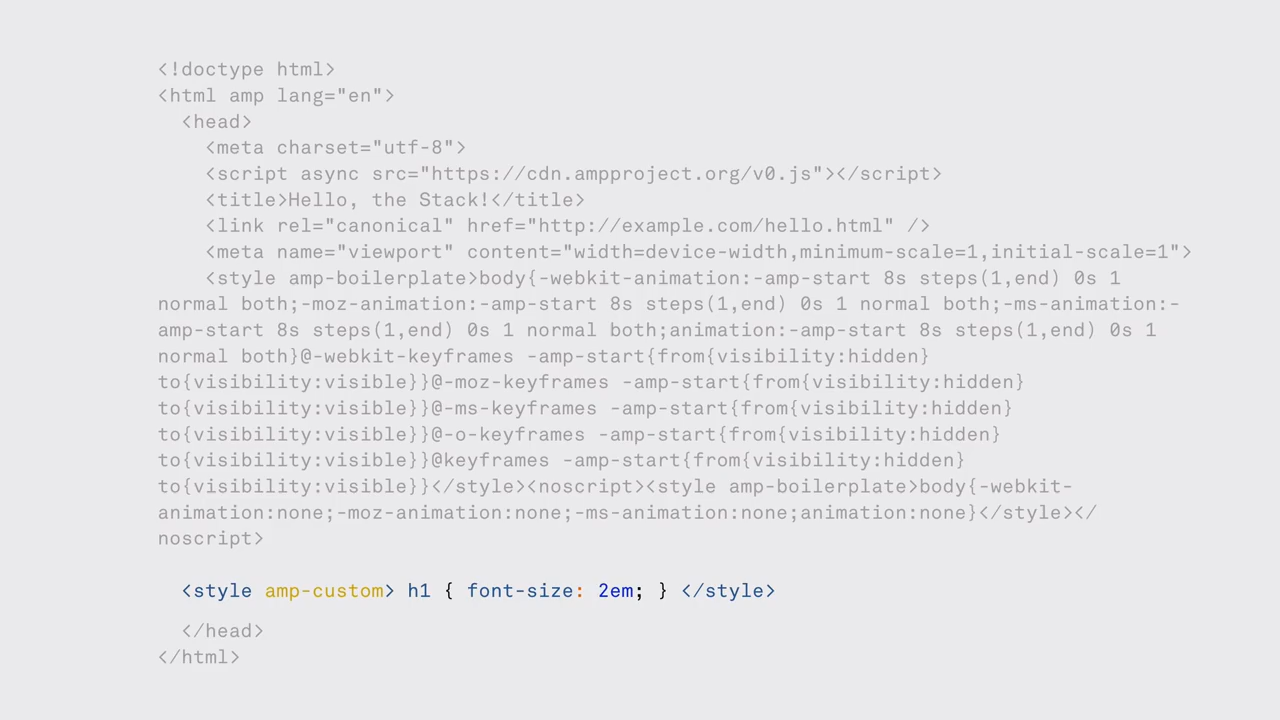 <!doctype html>
<html amp lang="en">
<head>
<meta charset="utf-8">
<script async src="https://cdn.ampproject.org/v0.js"></script>
<title>Hello, the Stack!</title>
<link rel="canonical" href="http://example.com/hello.html" />
<meta name="viewport" content="width=device-width,minimum-scale=1,initial-scale=1">
<style amp-boilerplate>body{-webkit-animation:-amp-start 8s steps(1,end) 0s 1
normal both;-moz-animation:-amp-start 8s steps(1,end) 0s 1 normal both;-ms-animation:-
amp-start 8s steps(1,end) 0s 1 normal both;animation:-amp-start 8s steps(1,end) 0s 1
normal both}@-webkit-keyframes -amp-start{from{visibility:hidden}
to{visibility:visible}}@-moz-keyframes -amp-start{from{visibility:hidden}
to{visibility:visible}}@-ms-keyframes -amp-start{from{visibility:hidden}
to{visibility:visible}}@-o-keyframes -amp-start{from{visibility:hidden}
to{visibility:visible}}@keyframes -amp-start{from{visibility:hidden}
to{visibility:visible}}</style><noscript><style amp-boilerplate>body{-webkit-
animation:none;-moz-animation:none;-ms-animation:none;animation:none}</style></
noscript>
<style amp-custom> h1 { font-size: 2em; } </style>
</head>
</html>